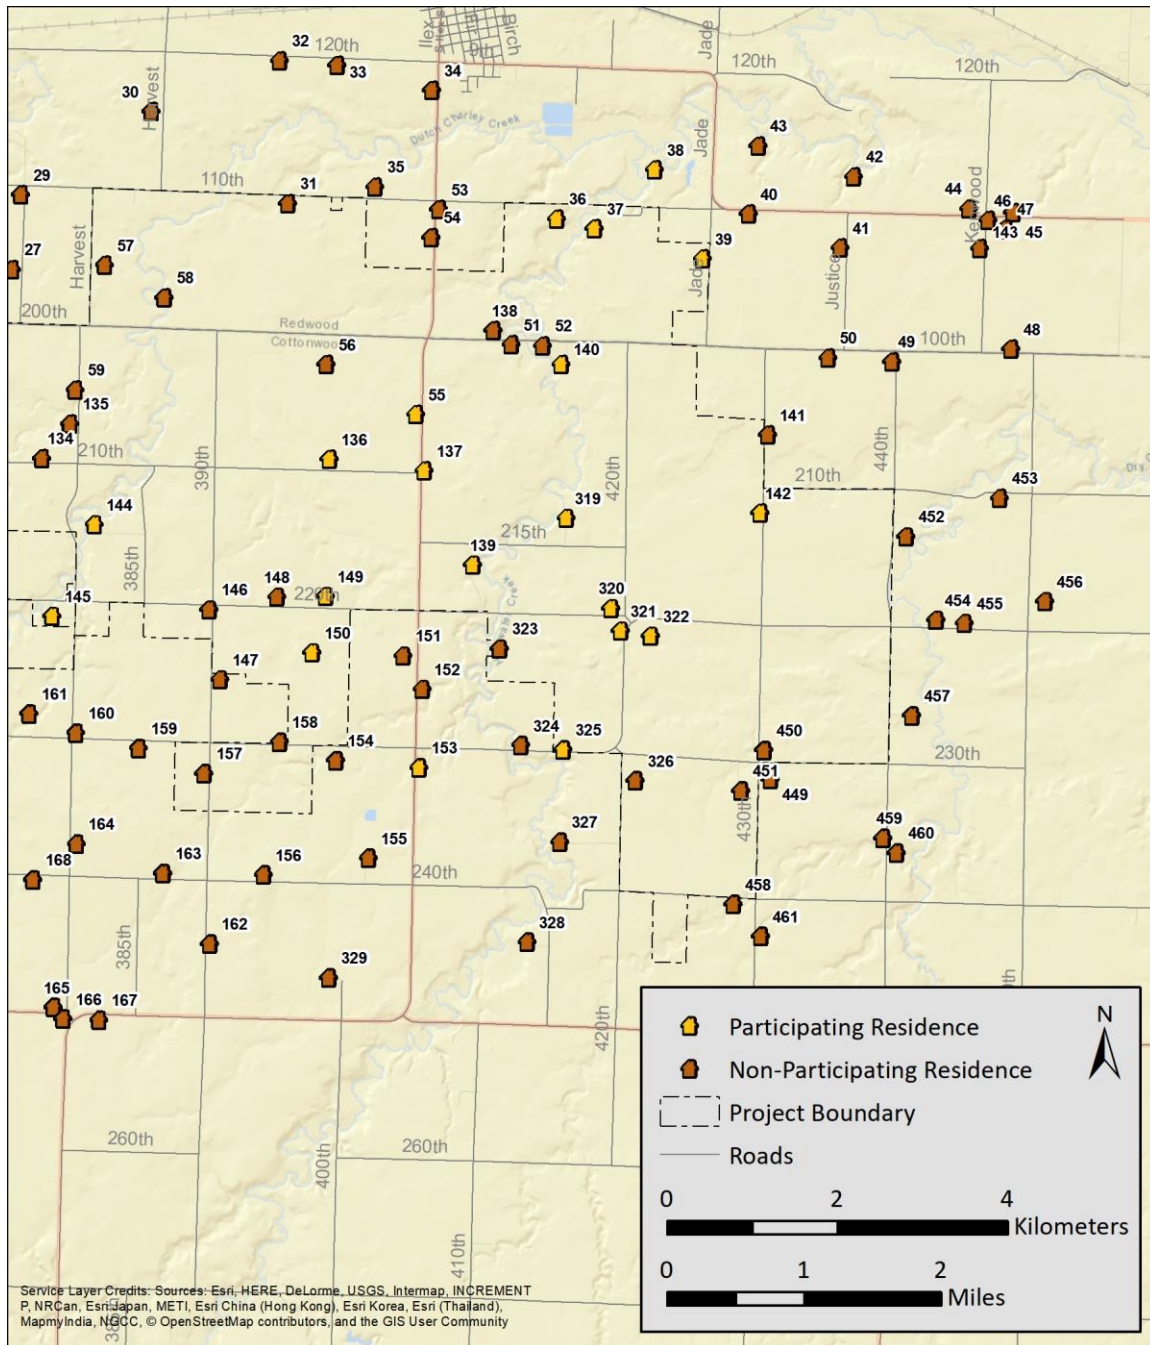 Ilex
Birch
9th
Jade
32
120th
33
34
120th
120th
30
Harvest
Dutch Charley Creek
43
38
Jade
42
29
110th
31
35
53
36
37
40
44
46
47
54
39
41
143
45
27
57
Harvest
58
Jade
Justice
200th
Redwood
Cottonwood
138
51
52
140
50
49
100th
48
56
59
55
135
141
134
210th
390th
136
137
420th
440th
210th
453
144
319
142
452
385th
215th
139
145
146
148
149
220th
320
321
322
454
455
456
150
151
323
147
152
161
160
159
158
154
153
324
325
457
157
326
450
230th
451
449
430th
164
327
459
460
168
163
156
155
240th
458
162
328
461
385th
329
165
166
167
420th
260th
260th
400th
410th
Participating Residence
Non-Participating Residence
Project Boundary
Roads
N
0 2 4
Kilometers
0 1 2
Miles
Service Layer Credits: Sources: Esri, HERE, DeLorme, USGS, Intermap, INCREMENT
P, NRCan, Esri Japan, METI, Esri China (Hong Kong), Esri Korea, Esri (Thailand),
MapmyIndia, NGCC, © OpenStreetMap contributors, and the GIS User Community